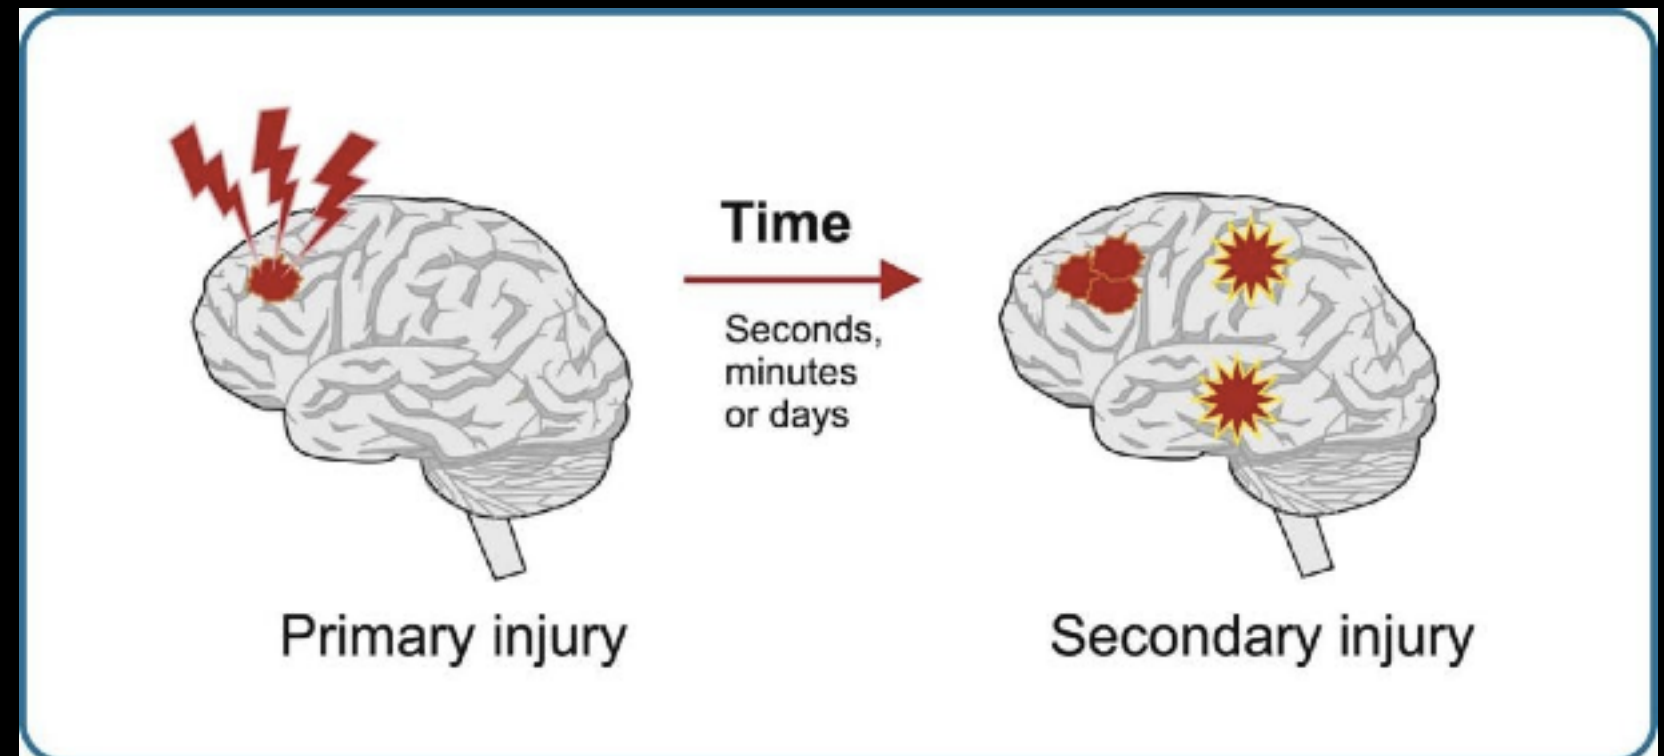 Time
Seconds,
minutes
or days
Primary injury
Secondary injury